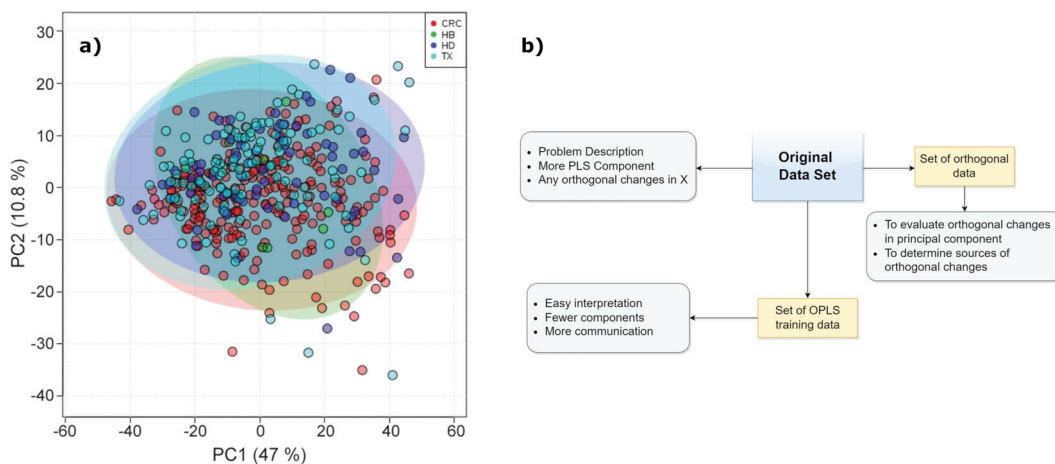 a)
30
20
10
0
-10
-20
-30
-40
PC2 (10.8 %)
-60
-40
-20
0
20
40
60
PC1 (47 %)
CRC
HB
HD
TX
b)
• Problem Description
• More PLS Component
• Any orthogonal changes in X
Original
Data Set
Set of orthogonal
data
• To evaluate orthogonal changes
in principal component
• To determine sources of
orthogonal changes
• Easy interpretation
• Fewer components
• More communication
Set of OPLS
training data